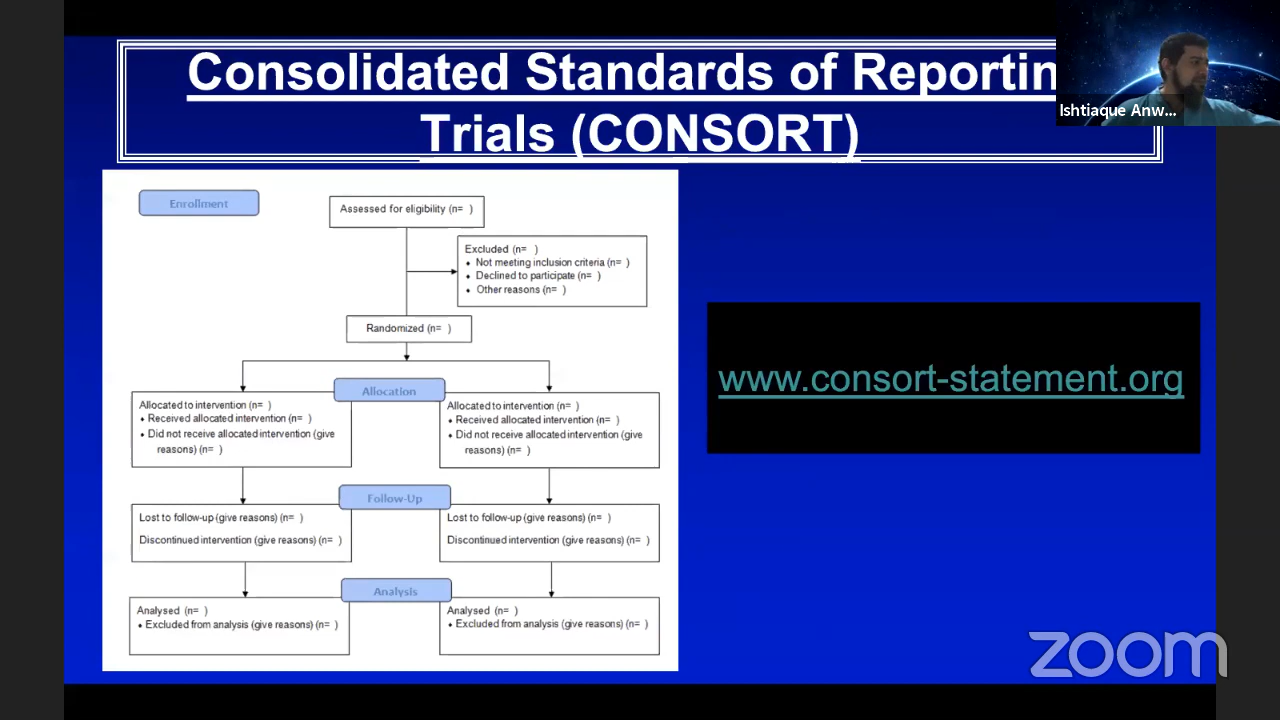 Consolidated Standards of Reportin
Trials (CONSORT)
Ishtiaque Anw...
Enrollment
Assessed for eligibility (n= )
Excluded (n= )
♦ Not meeting inclusion criteria (n= )
♦ Declined to participate (n= )
♦ Other reasons (n= )
Randomized (n= )
Allocation
Allocated to intervention (n= )
♦ Received allocated intervention (n= )
♦ Did not receive allocated intervention (give
reasons) (n= )
Allocated to intervention (n= )
♦ Received allocated intervention (n= )
♦ Did not receive allocated intervention (give
reasons) (n= )
Follow-Up
Lost to follow-up (give reasons) (n= )
Discontinued intervention (give reasons) (n= )
Lost to follow-up (give reasons) (n= )
Discontinued intervention (give reasons) (n= )
Analysis
Analysed (n= )
♦ Excluded from analysis (give reasons) (n= )
Analysed (n= )
♦ Excluded from analysis (give reasons) (n= )
www.consort-statement.org
zoom